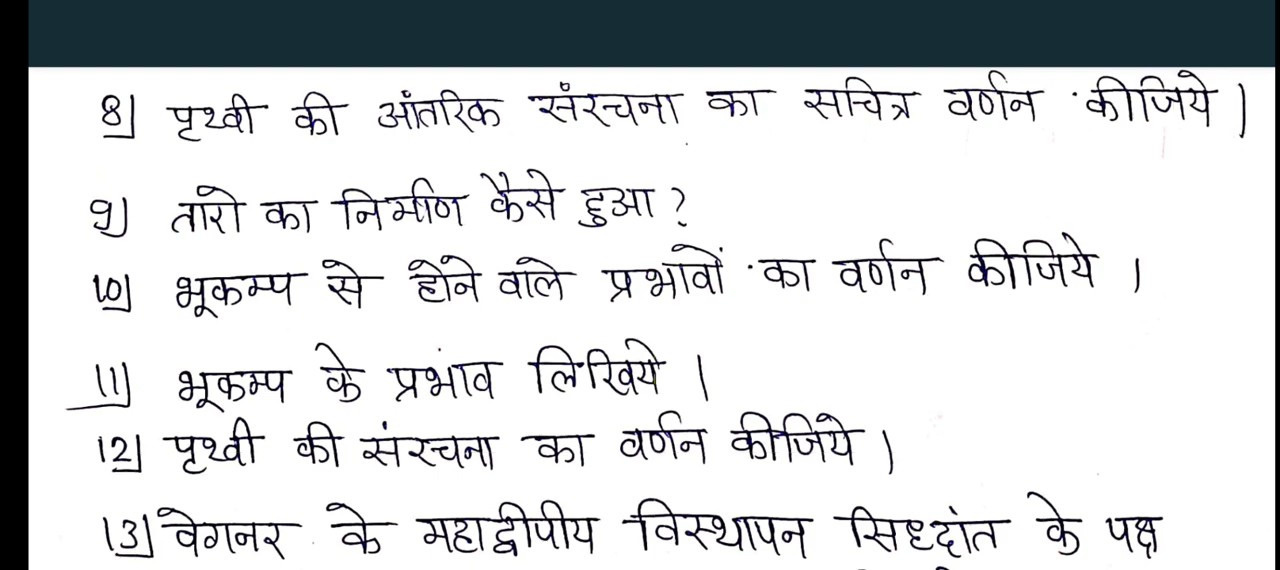 8] पृथ्वी की आंतरिक संरचना का सचित्र वर्णन कीजिये।
9] तारो का निर्माण कैसे हुआ ?
10] भूकम्प से होने वाले प्रभावों का वर्णन कीजिये ।
11] भूकम्प के प्रभाव लिखिये ।
12] पृथ्वी की संरचना का वर्णन कीजिये ।
13] वेगनर के महाद्वीपीय विस्थापन सिध्दांत के पक्ष